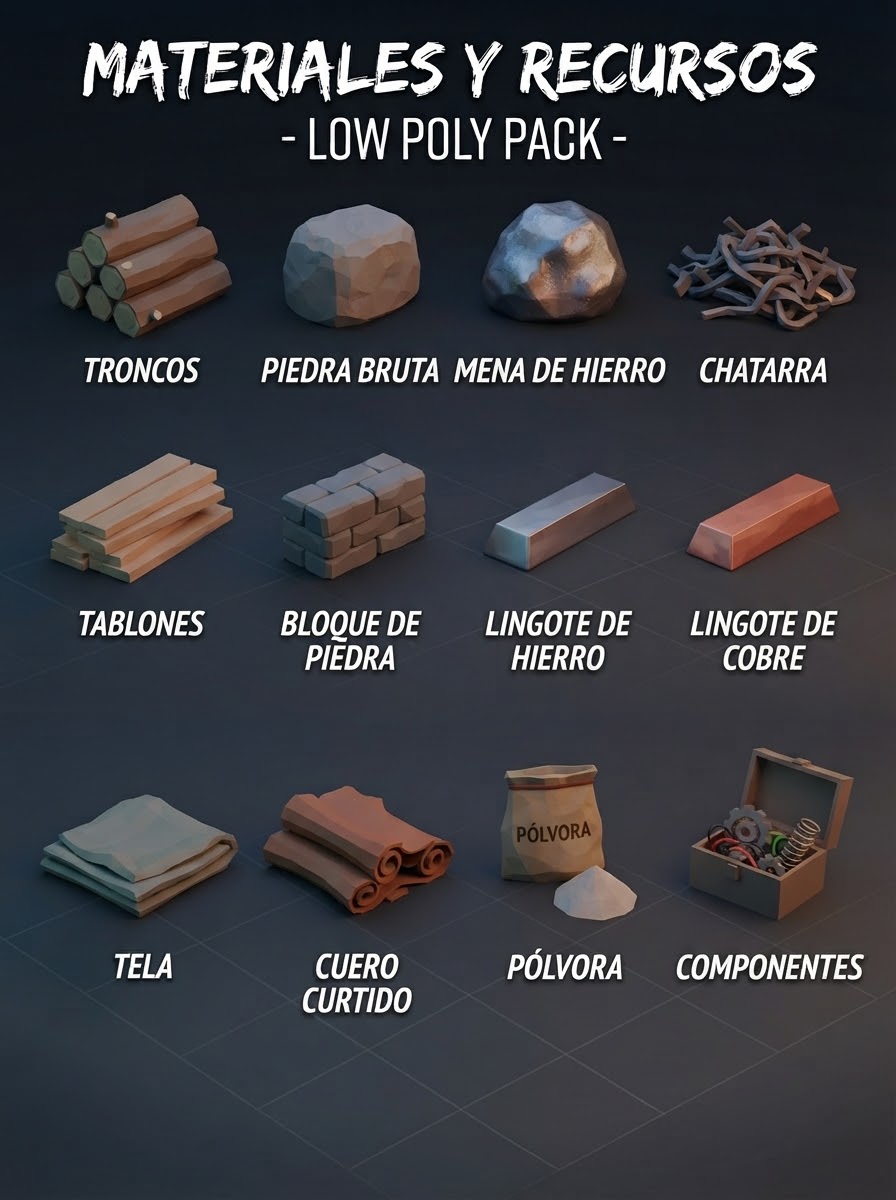 MATERIALES Y RECURSOS
- LOW POLY PACK -
TRONCOS
PIEDRA BRUTA
MENA DE HIERRO
CHATARRA
TABLONES
BLOQUE DE
PIEDRA
LINGOTE DE
HIERRO
LINGOTE DE
COBRE
PÓLVORA
TELA
CUERO
CURTIDO
PÓLVORA
COMPONENTES